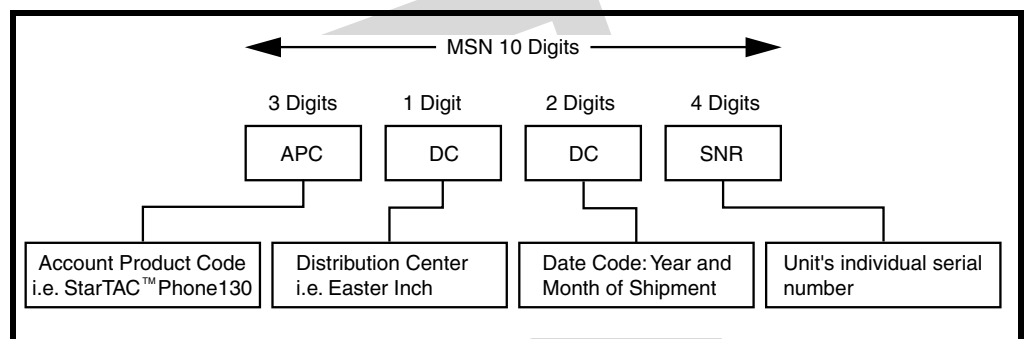 MSN 10 Digits
3 Digits
1 Digit
2 Digits
4 Digits
APC
DC
DC
SNR
Account Product Code
i.e. StarTAC™Phone130
Distribution Center
i.e. Easter Inch
Date Code: Year and
Month of Shipment
Unit's individual serial
number